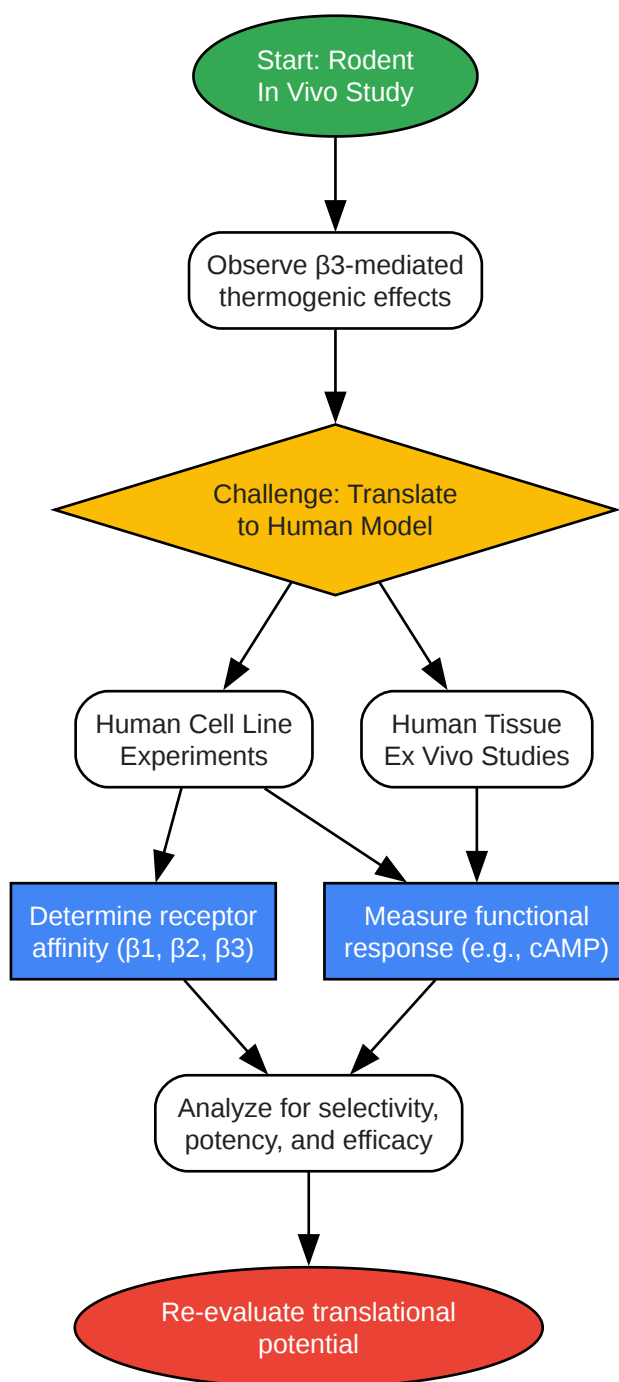 Start: Rodent
In Vivo Study
Observe β3-mediated
thermogenic effects
Challenge: Translate
to Human Model
Human Cell Line
Experiments
Human Tissue
Ex Vivo Studies
Determine receptor
affinity (β1, β2, β3)
Measure functional
response (e.g., cAMP)
Analyze for selectivity,
potency, and efficacy
Re-evaluate translational
potential